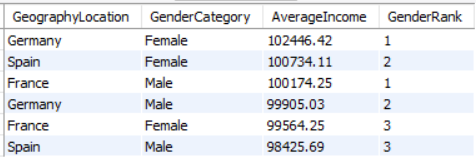 GeographyLocation GenderCategory AverageIncome GenderRank
Germany Female 102446.42 1
Spain Female 100734.11 2
France Male 100174.25 1
Germany Male 99905.03 2
France Female 99564.25 3
Spain Male 98425.69 3